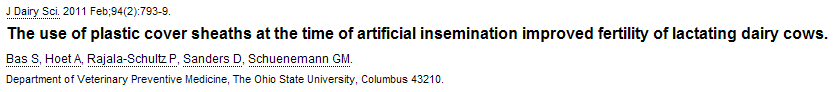 J Dairy Sci. 2011 Feb;94(2):793-9.
The use of plastic cover sheaths at the time of artificial insemination improved fertility of lactating dairy cows.
Bas S, Hoet A, Rajala-Schultz P, Sanders D, Schuenemann GM.
Department of Veterinary Preventive Medicine, The Ohio State University, Columbus 43210.